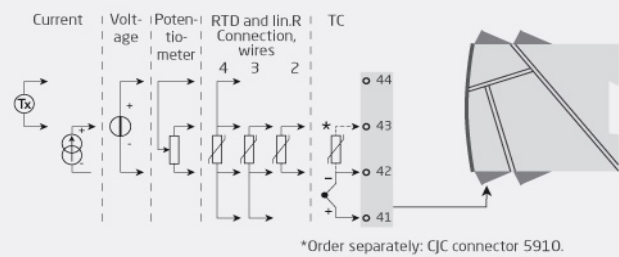 Current
Volt-
age
Poten-
tio-
meter
RTD and lin.R
Connection,
wires
4 3 2
TC
44
Tx
+
*
43
+
-
-
42
-
+
41
*Order separately: CJC connector 5910.